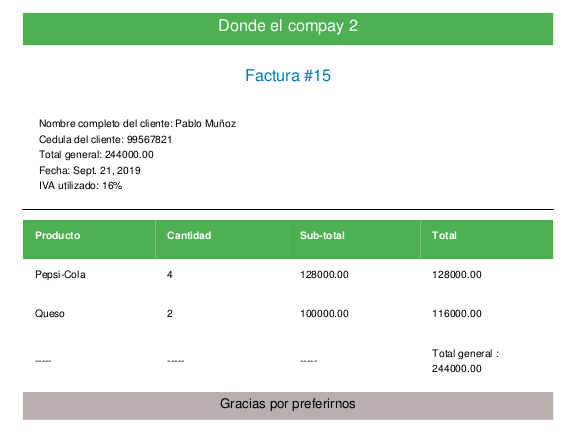 Donde el compay 2
Factura #15
Nombre completo del cliente: Pablo Muñoz
Cedula del cliente: 99567821
Total general: 244000.00
Fecha: Sept. 21, 2019
IVA utilizado: 16%
Producto Cantidad Sub-total Total
Pepsi-Cola 4 128000.00 128000.00
Queso 2 100000.00 116000.00
----- ----- ----- Total general :
244000.00
Gracias por preferirnos